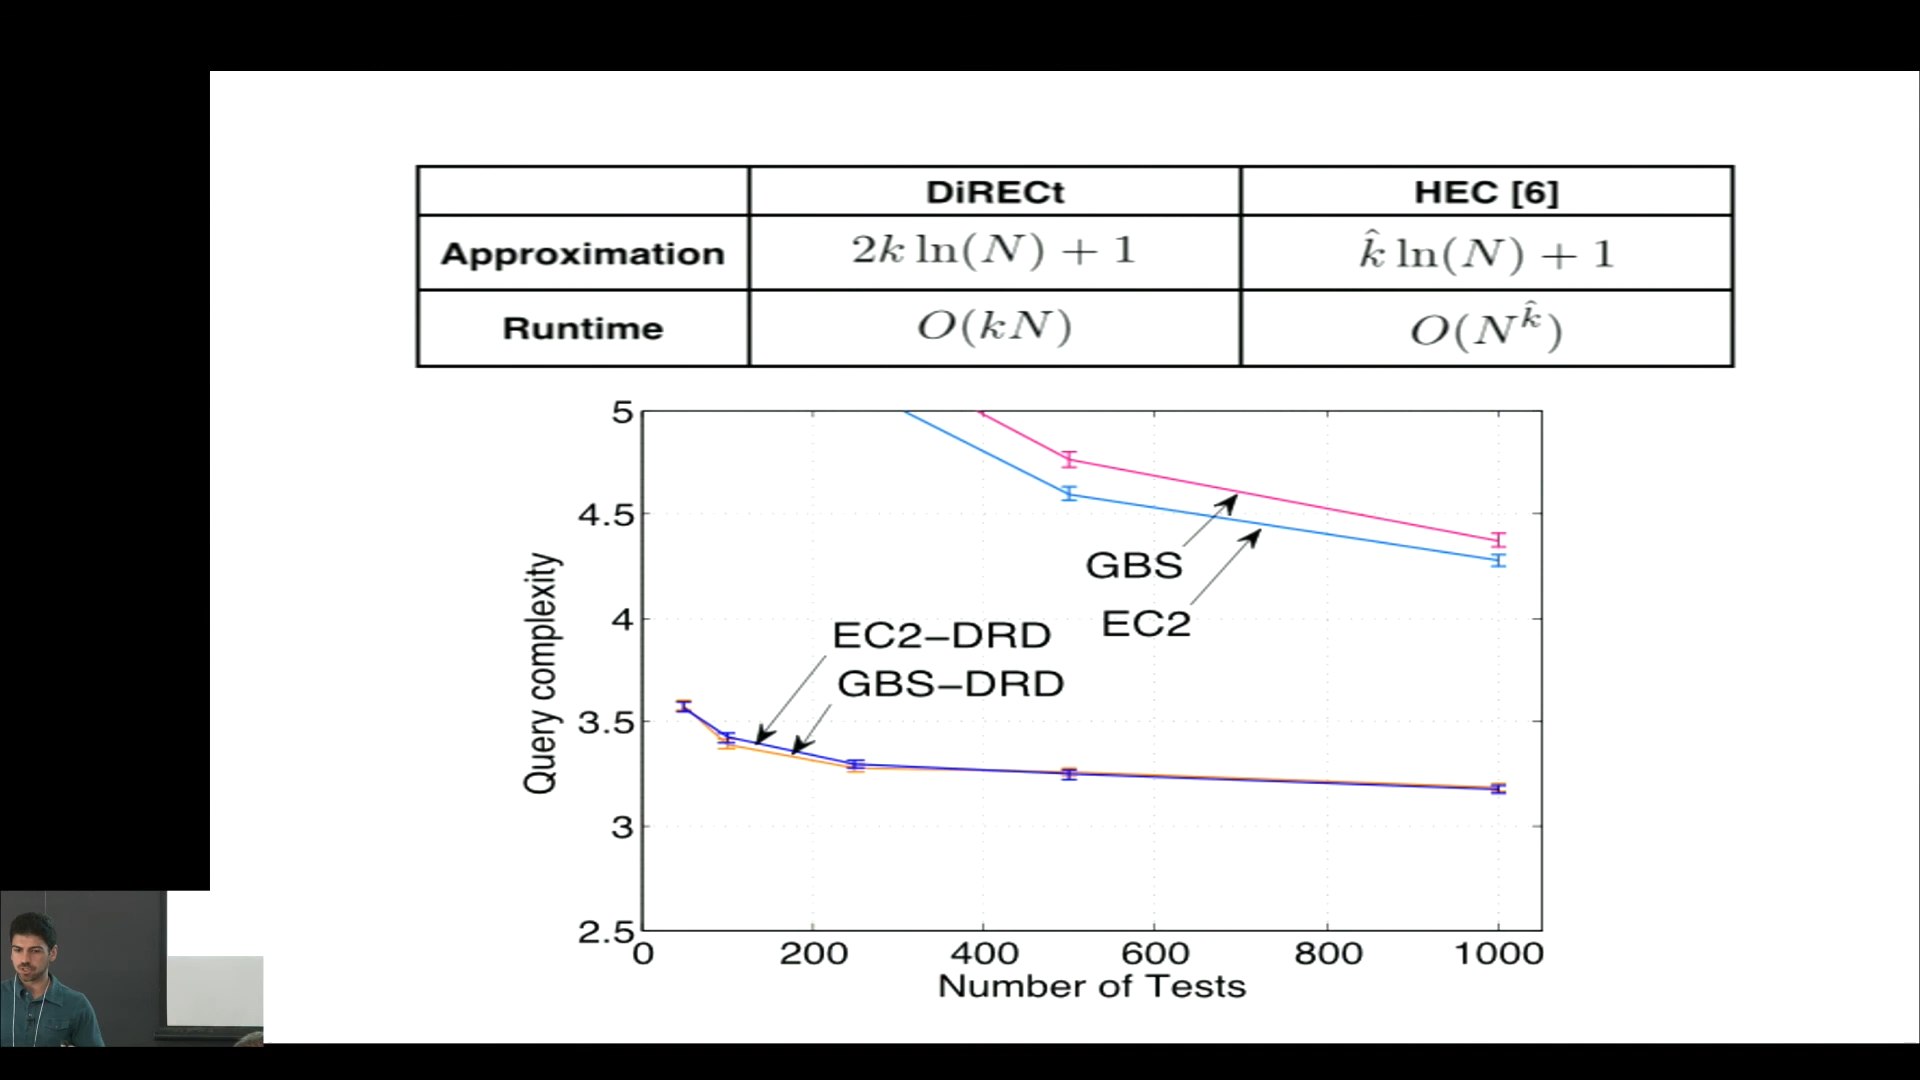 DiRECt HEC [6]
Approximation 2k ln(N) + 1 k̂ ln(N) + 1
Runtime O(kN) O(N^k̂)
5
4.5
4
3.5
3
2.5
Query complexity
GBS
EC2
EC2–DRD
GBS–DRD
0 200 400 600 800 1000
Number of Tests